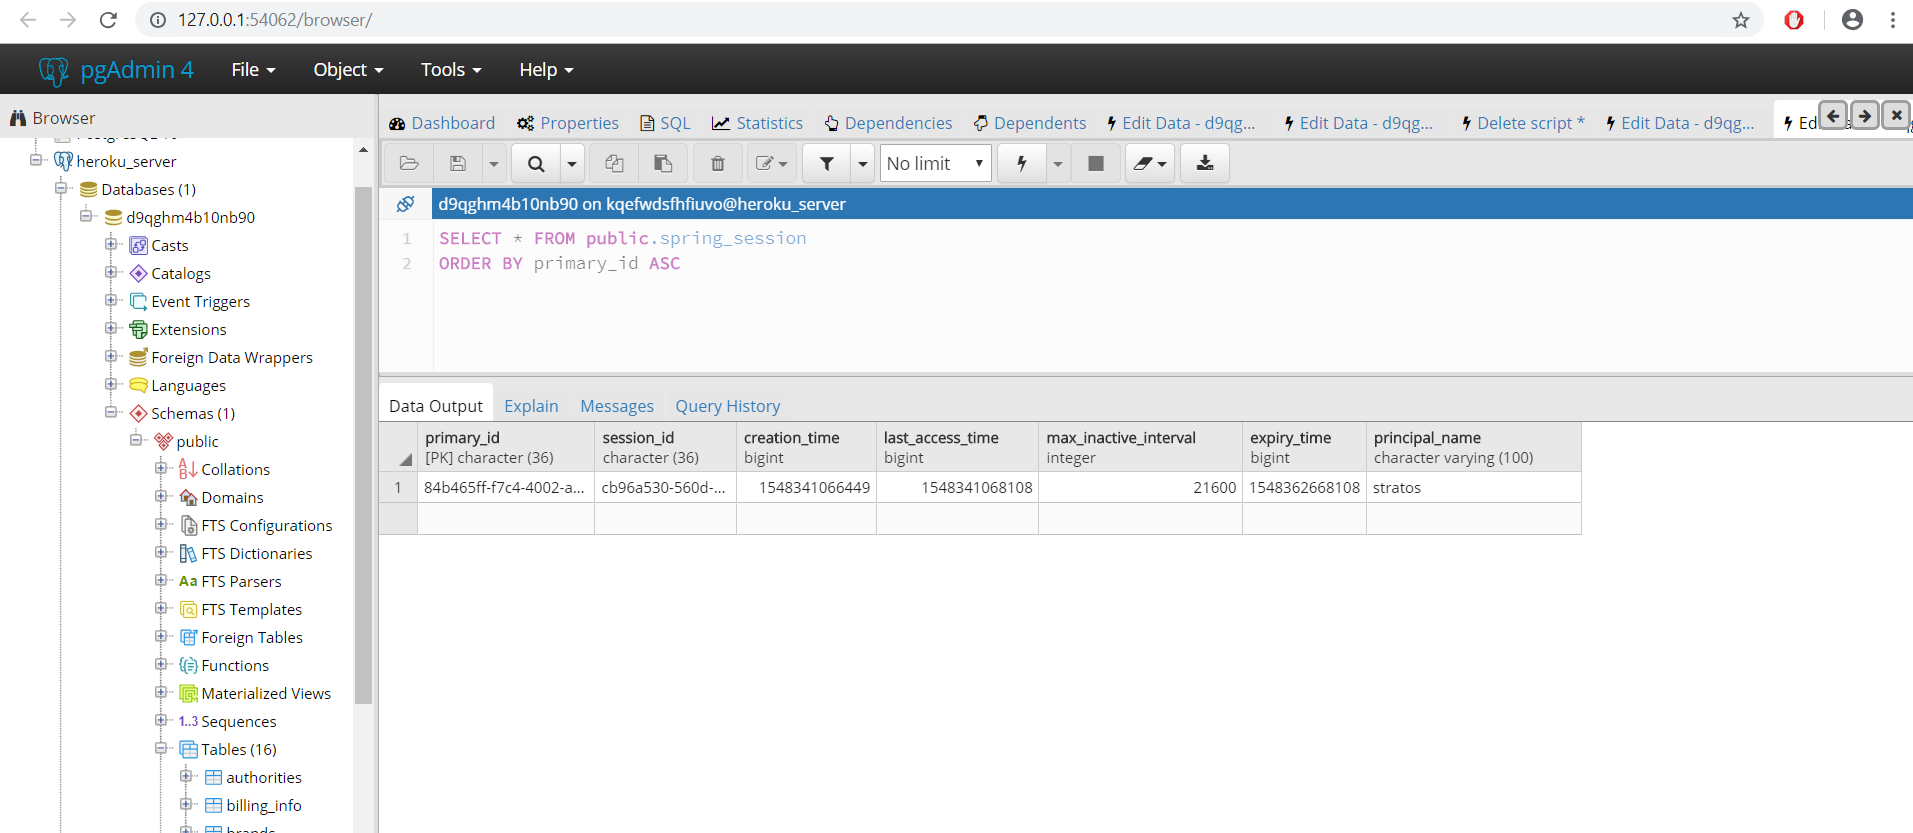 127.0.0.1:54062/browser/
pgAdmin 4 File Object Tools Help
Browser
heroku_server
Databases (1)
d9qghm4b10nb90
Casts
Catalogs
Event Triggers
Extensions
Foreign Data Wrappers
Languages
Schemas (1)
public
Collations
Domains
FTS Configurations
FTS Dictionaries
Aa FTS Parsers
FTS Templates
Foreign Tables
Functions
Materialized Views
1..3 Sequences
Tables (16)
authorities
billing_info
brands
Dashboard Properties SQL Statistics Dependencies Dependents Edit Data - d9qg... Edit Data - d9qg... Delete script * Edit Data - d9qg...
No limit
d9qghm4b10nb90 on kqefwdsfhfiuvo@heroku_server
1 SELECT * FROM public.spring_session
2 ORDER BY primary_id ASC
Data Output Explain Messages Query History
primary_id session_id creation_time last_access_time max_inactive_interval expiry_time principal_name
[PK] character (36) character (36) bigint bigint integer bigint character varying (100)
1 84b465ff-f7c4-4002-a... cb96a530-560d-... 1548341066449 1548341068108 21600 1548362668108 stratos